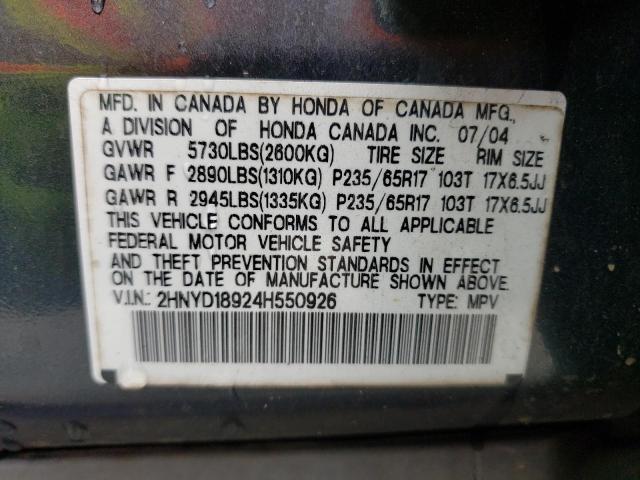 MFD. IN CANADA BY HONDA OF CANADA MFG.,
A DIVISION OF HONDA CANADA INC. 07/04
GVWR 5730LBS(2600KG) TIRE SIZE RIM SIZE
GAWR F 2890LBS(1310KG) P235/65R17 103T 17X6.5JJ
GAWR R 2945LBS(1335KG) P235/65R17 103T 17X6.5JJ
THIS VEHICLE CONFORMS TO ALL APPLICABLE
FEDERAL MOTOR VEHICLE SAFETY
AND THEFT PREVENTION STANDARDS IN EFFECT
ON THE DATE OF MANUFACTURE SHOWN ABOVE.
V.I.N.: 2HNYD18924H550926 TYPE: MPV